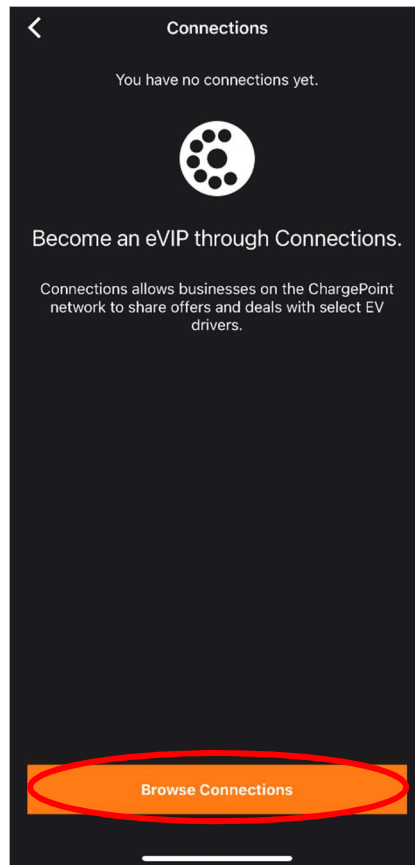 Connections
You have no connections yet.
Become an eVIP through Connections.
Connections allows businesses on the ChargePoint
network to share offers and deals with select EV
drivers.
Browse Connections